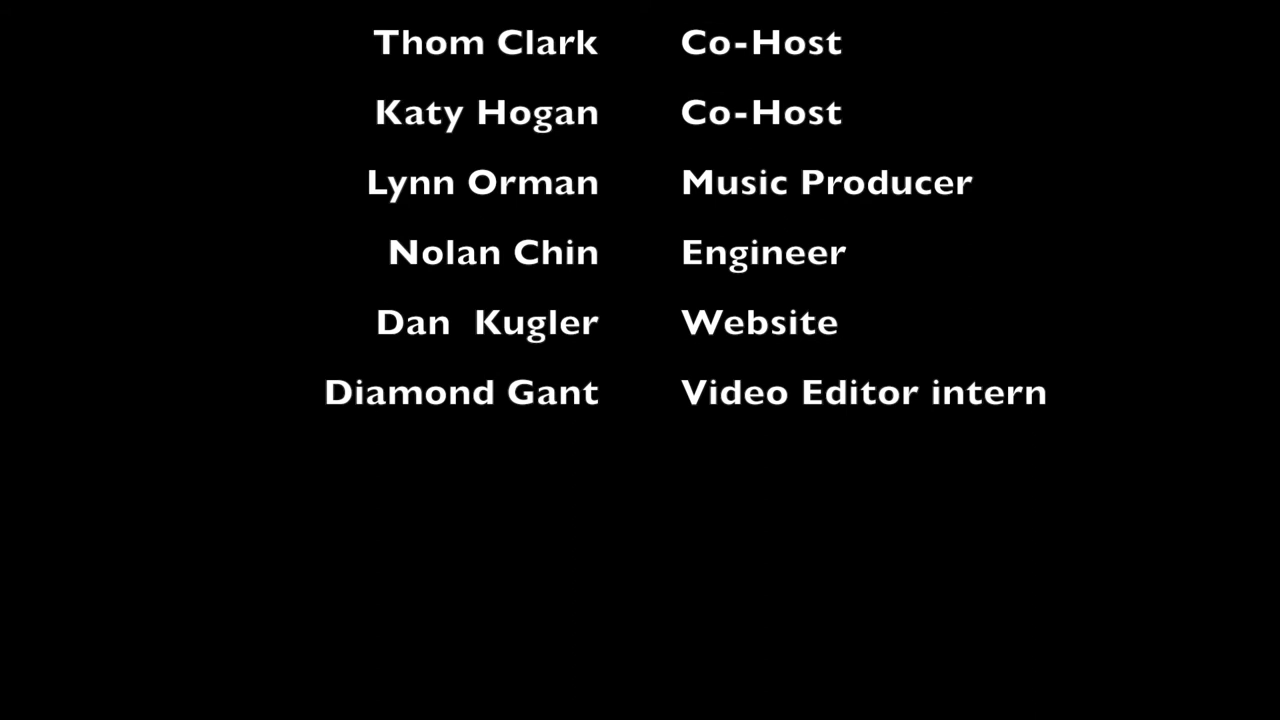 Thom Clark Co-Host
Katy Hogan Co-Host
Lynn Orman Music Producer
Nolan Chin Engineer
Dan  Kugler Website
Diamond Gant Video Editor intern